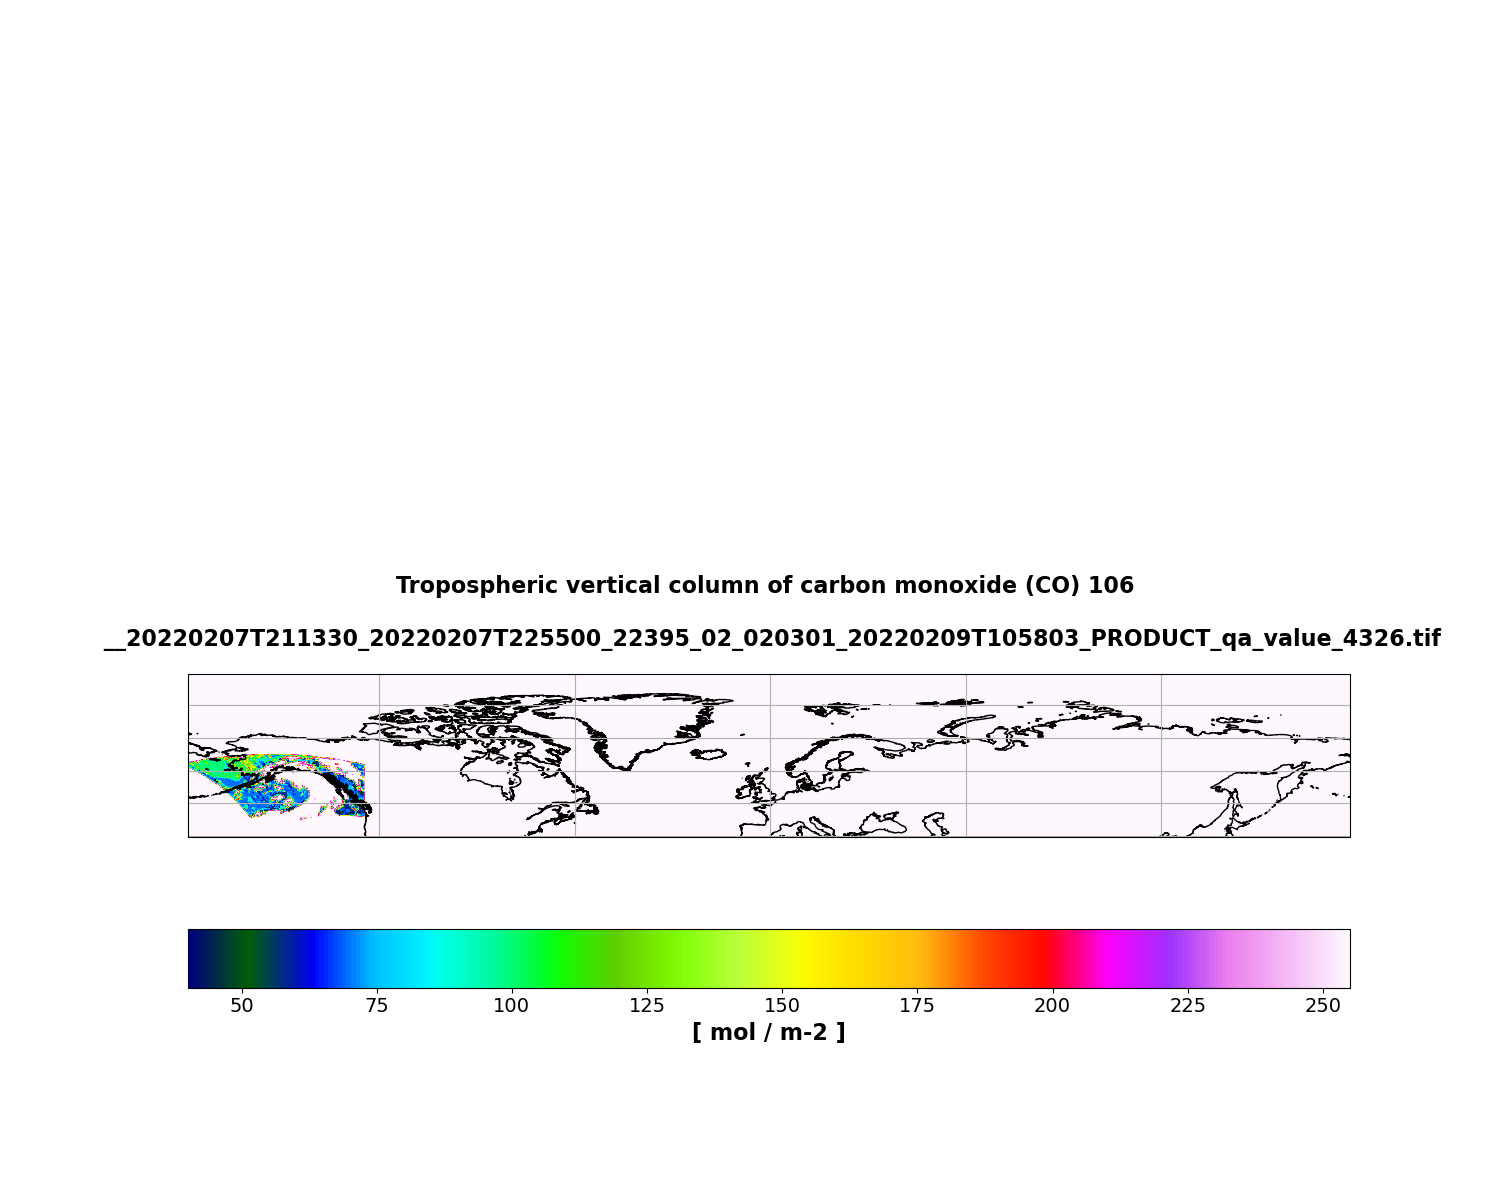 Tropospheric vertical column of carbon monoxide (CO) 106
__20220207T211330_20220207T225500_22395_02_020301_20220209T105803_PRODUCT_qa_value_4326.tif
50 75 100 125 150 175 200 225 250
[ mol / m-2 ]